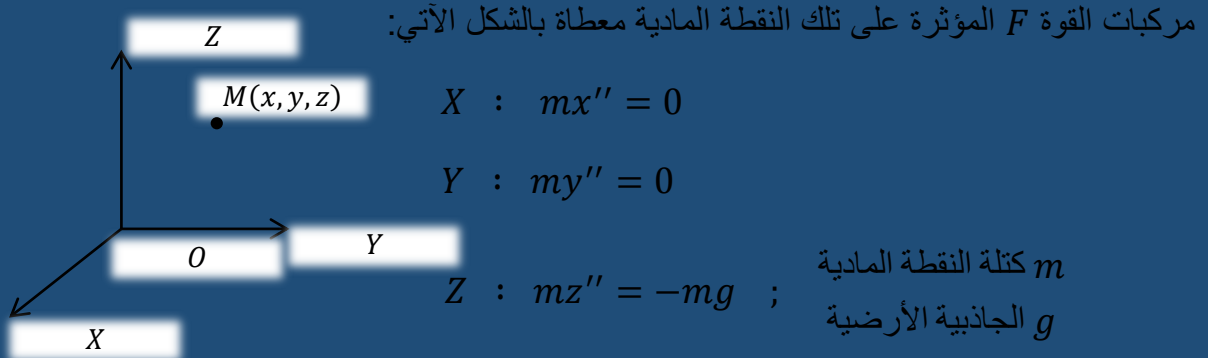 مركبات القوة F المؤثرة على تلك النقطة المادية معطاة بالشكل الآتي:
Z
M(x, y, z)
X : mx′′ = 0
Y : my′′ = 0
O
Y
Z : mz′′ = −mg ;
m كتلة النقطة المادية
g الجاذبية الأرضية
X